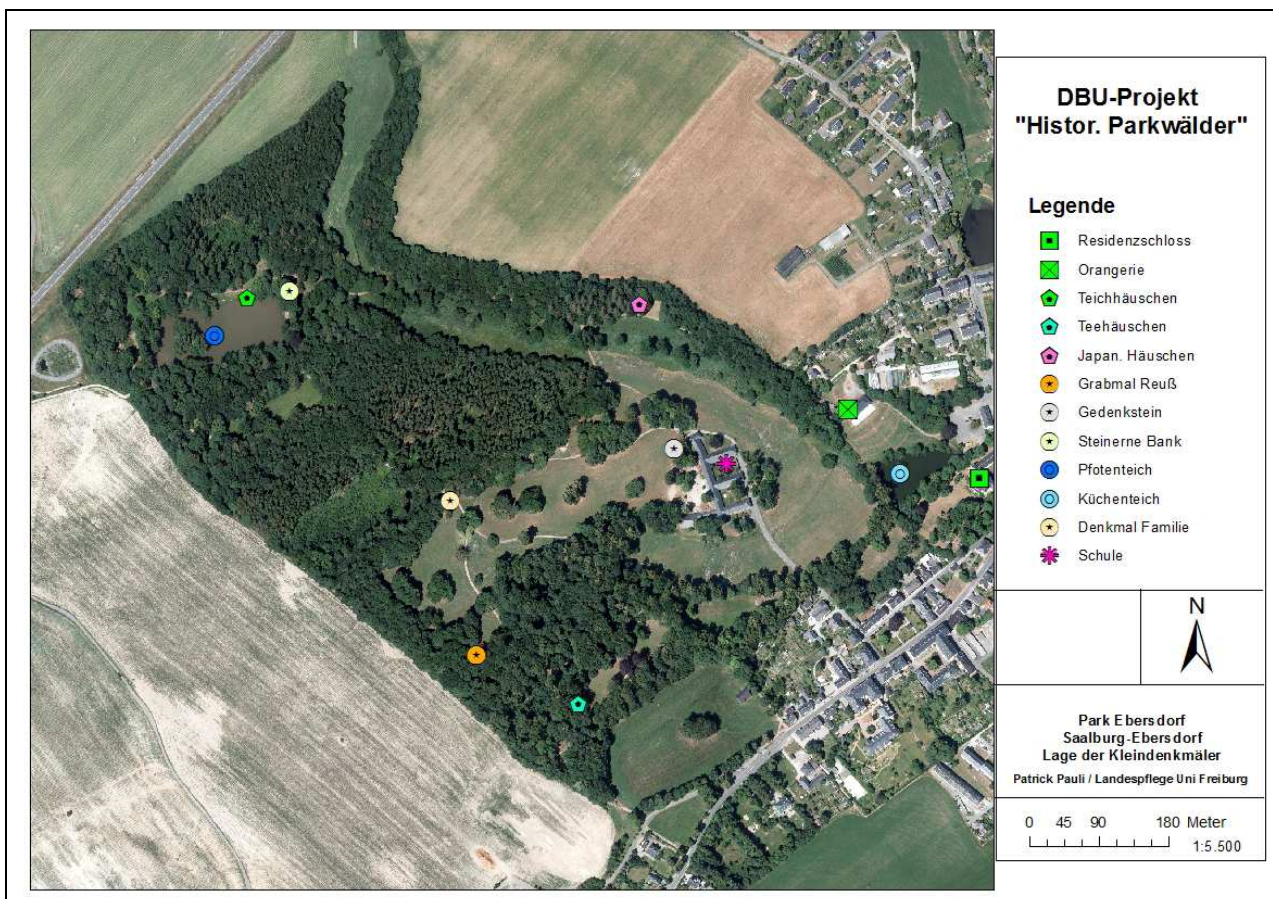 DBU-Projekt
"Histor. Parkwälder"
Legende
Residenzschloss
Orangerie
Teichhäuschen
Teehäuschen
Japan. Häuschen
Grabmal Reuß
Gedenkstein
Steinerne Bank
Pfotenteich
Küchenteich
Denkmal Familie
Schule
N
Park Ebersdorf
Saalburg-Ebersdorf
Lage der Kleindenkmäler
Patrick Pauli / Landespflege Uni Freiburg
0 45 90 180 Meter
1:5.500